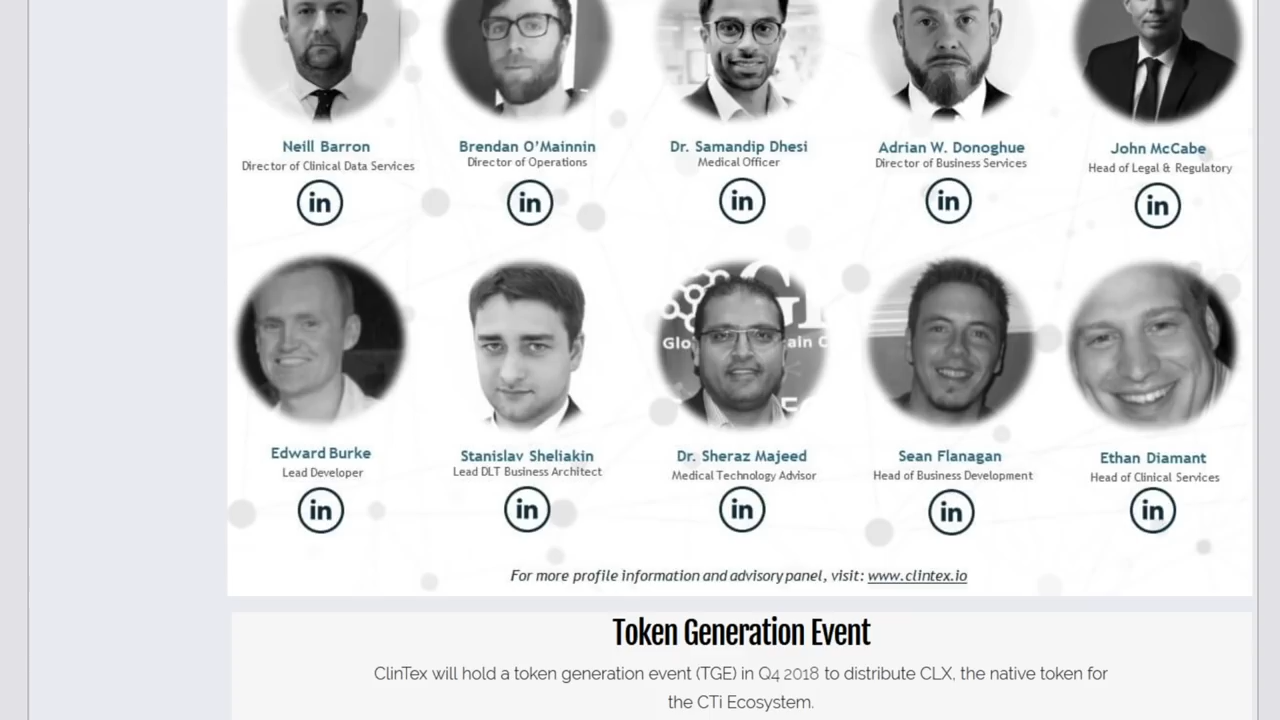 Neill Barron
Director of Clinical Data Services
in
Brendan O'Mainnin
Director of Operations
in
Dr. Samandip Dhesi
Medical Officer
in
Adrian W. Donoghue
Director of Business Services
in
John McCabe
Head of Legal & Regulatory
in
Edward Burke
Lead Developer
in
Stanislav Sheliakin
Lead DLT Business Architect
in
Dr. Sheraz Majeed
Medical Technology Advisor
in
Sean Flanagan
Head of Business Development
in
Ethan Diamant
Head of Clinical Services
in
For more profile information and advisory panel, visit: www.clintex.io
Token Generation Event
ClinTex will hold a token generation event (TGE) in Q4 2018 to distribute CLX, the native token for
the CTi Ecosystem.